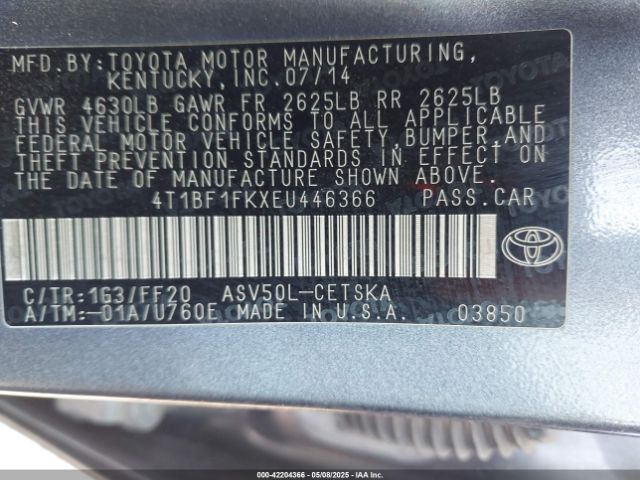 MFD.BY:TOYOTA MOTOR MANUFACTURING,
KENTUCKY,INC.07/14
GVWR 4630LB GAWR FR 2625LB RR 2625LB
THIS VEHICLE CONFORMS TO ALL APPLICABLE
FEDERAL MOTOR VEHICLE SAFETY,BUMPER,AND
THEFT PREVENTION STANDARDS IN EFFECT ON
THE DATE OF MANUFACTURE SHOWN ABOVE.
4T1BF1FKXEU446366 PASS.CAR
C/TR:1G3/FF20 ASV50L-CETSKA
A/TM:-01A/U760E MADE IN U.S.A. 03850
TOYOTA
000-42204366 05/08/2025 IAAI.com